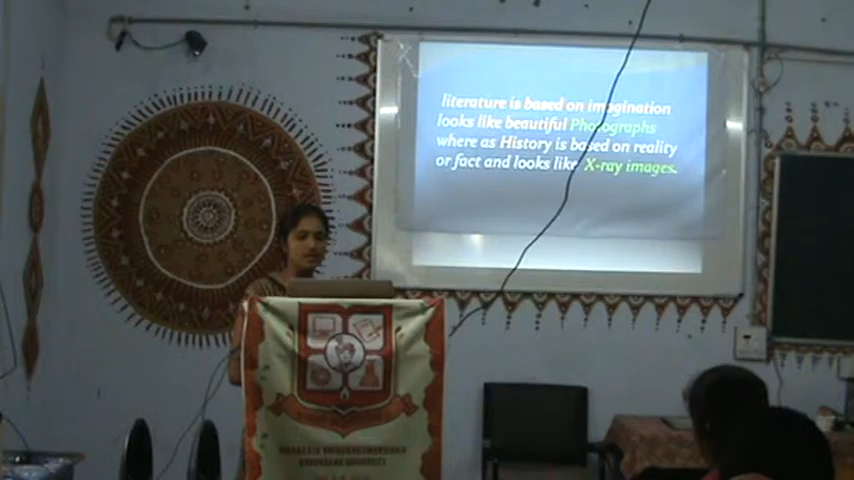 literature is based on imagination
looks like beautiful Photographs
where as History is based on reality
or fact and looks like X-ray images.